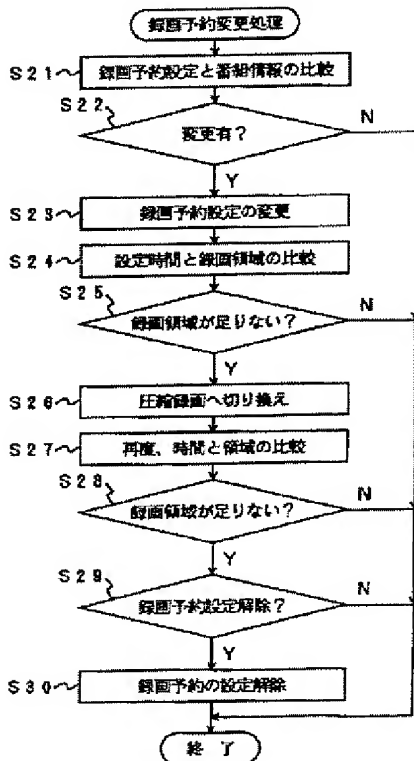 録画予約変更処理
S21
録画予約設定と番組情報の比較
S22
変更有?
N
Y
S23
録画予約設定の変更
S24
設定時間と録画領域の比較
S25
録画領域が足りない?
N
Y
S26
圧縮録画へ切り換え
S27
再度、時間と領域の比較
S28
録画領域が足りない?
N
Y
S29
録画予約設定解除?
N
Y
S30
録画予約の設定解除
終 了